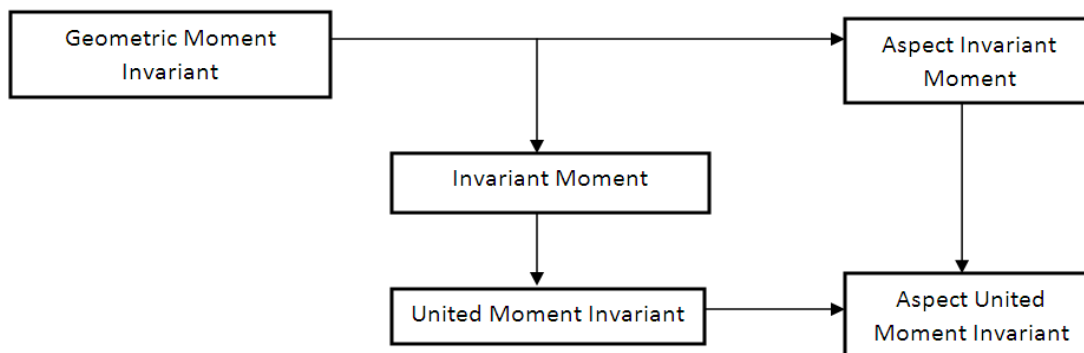 Geometric Moment
Invariant
Aspect Invariant
Moment
Invariant Moment
United Moment Invariant
Aspect United
Moment Invariant